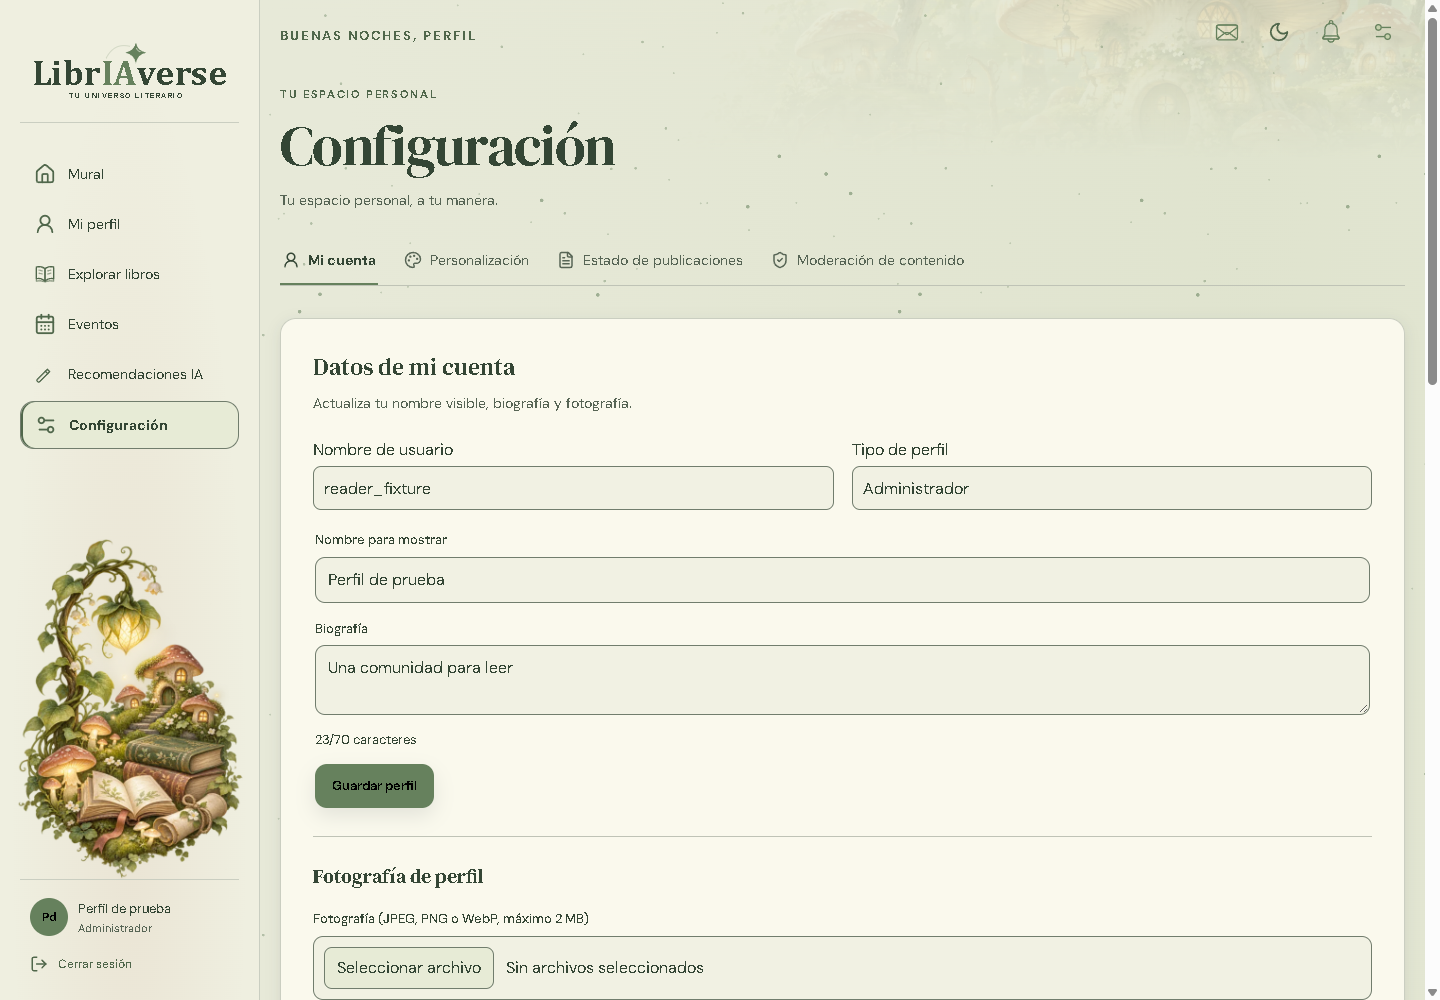 LibrIAverse
TU UNIVERSO LITERARIO
Mural
Mi perfil
Explorar libros
Eventos
Recomendaciones IA
Configuración
Pd
Perfil de prueba
Administrador
Cerrar sesión
BUENAS NOCHES, PERFIL
TU ESPACIO PERSONAL
Configuración
Tu espacio personal, a tu manera.
Mi cuenta
Personalización
Estado de publicaciones
Moderación de contenido
Datos de mi cuenta
Actualiza tu nombre visible, biografía y fotografía.
Nombre de usuario
reader_fixture
Tipo de perfil
Administrador
Nombre para mostrar
Perfil de prueba
Biografía
Una comunidad para leer
23/70 caracteres
Guardar perfil
Fotografía de perfil
Fotografía (JPEG, PNG o WebP, máximo 2 MB)
Seleccionar archivo
Sin archivos seleccionados